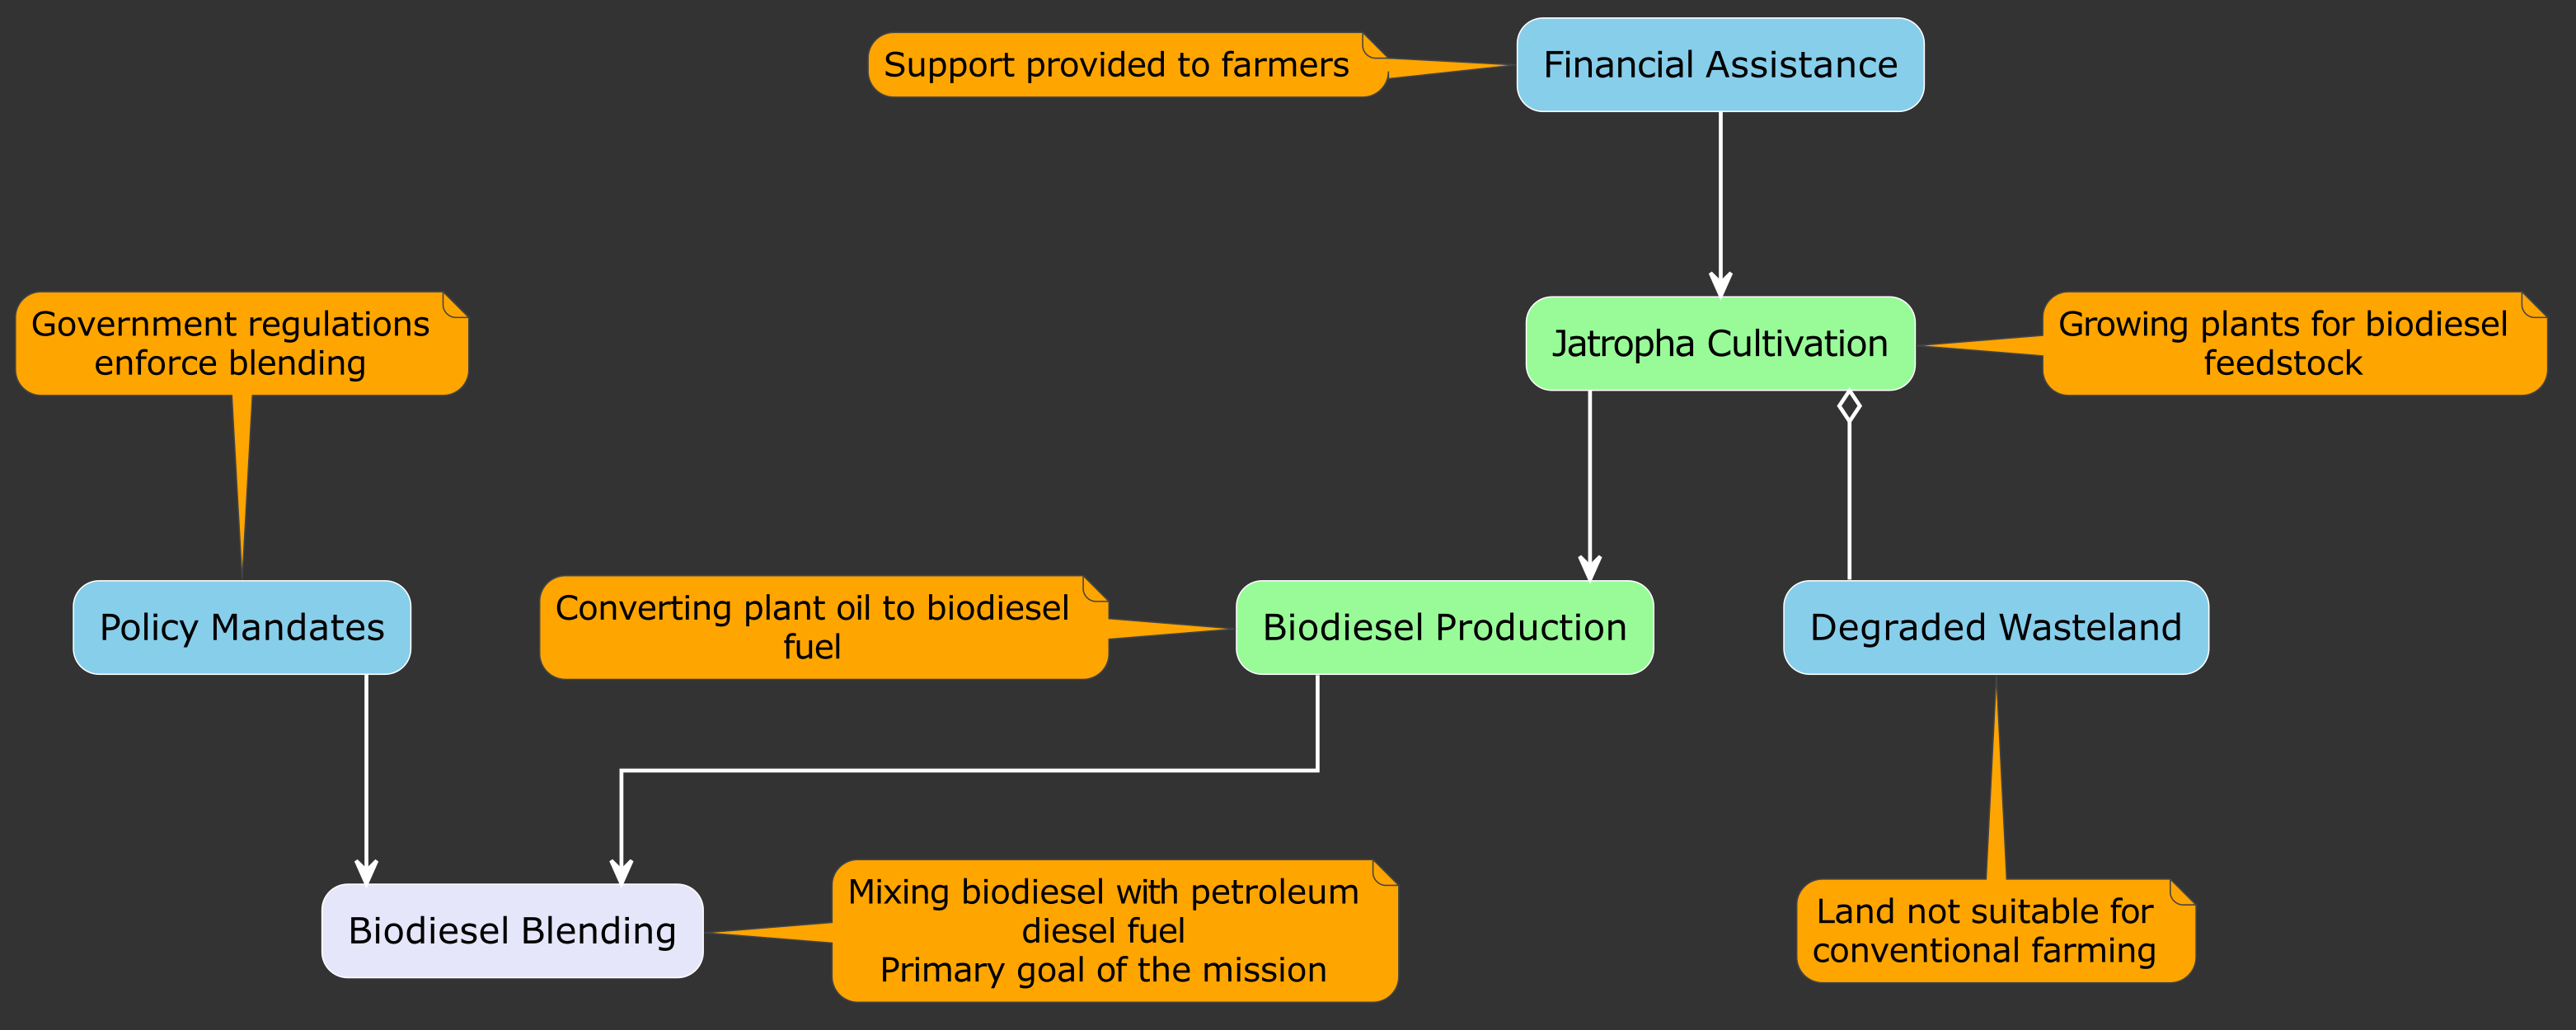 Support provided to farmers
Financial Assistance
Government regulations
enforce blending
Jatropha Cultivation
Growing plants for biodiesel
feedstock
Policy Mandates
Converting plant oil to biodiesel
fuel
Biodiesel Production
Degraded Wasteland
Biodiesel Blending
Mixing biodiesel with petroleum
diesel fuel
Primary goal of the mission
Land not suitable for
conventional farming